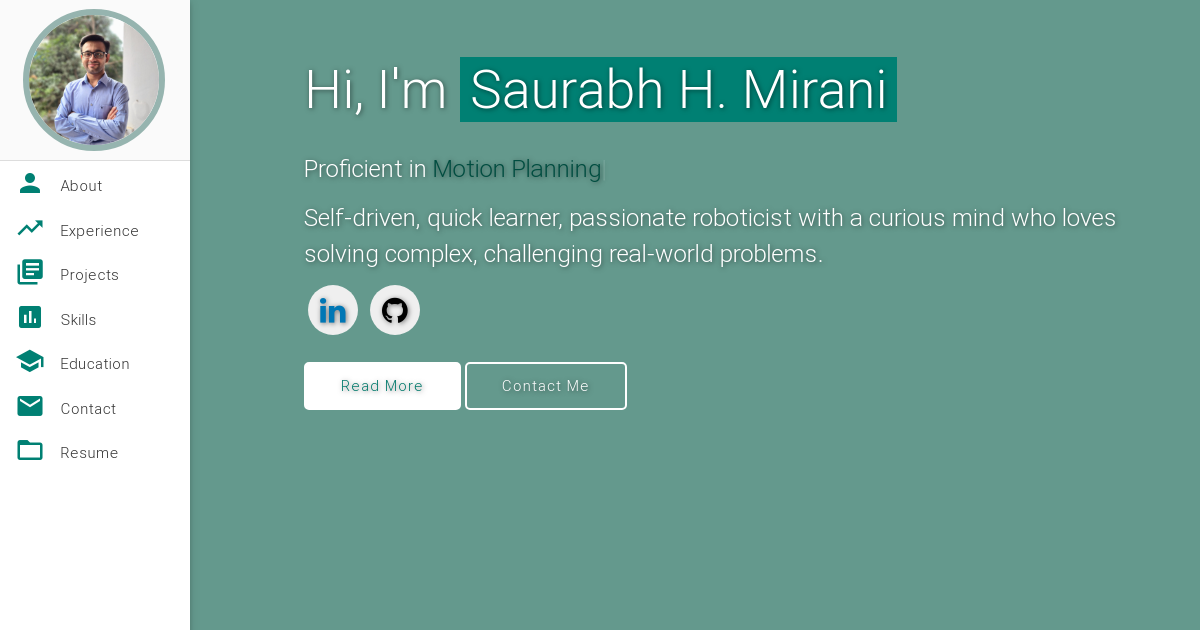 About
Experience
Projects
Skills
Education
Contact
Resume
Hi, I'm Saurabh H. Mirani
Proficient in Motion Planning
Self-driven, quick learner, passionate roboticist with a curious mind who loves
solving complex, challenging real-world problems.
in
Read More
Contact Me